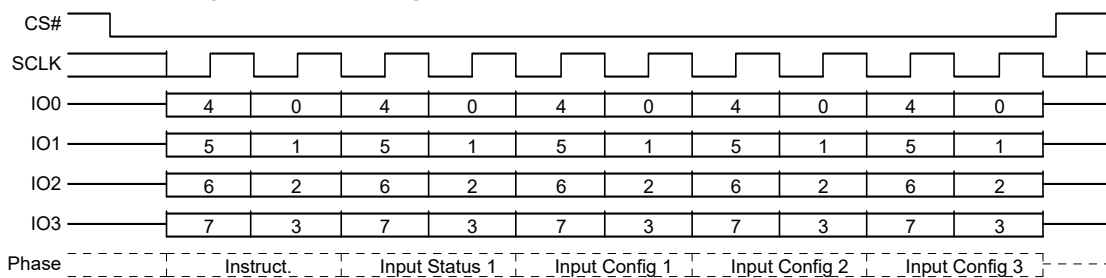 CS#
SCLK
IO0 4 0 4 0 4 0 4 0 4 0
IO1 5 1 5 1 5 1 5 1 5 1
IO2 6 2 6 2 6 2 6 2 6 2
IO3 7 3 7 3 7 3 7 3 7 3
Phase Instruct. Input Status 1 Input Config 1 Input Config 2 Input Config 3